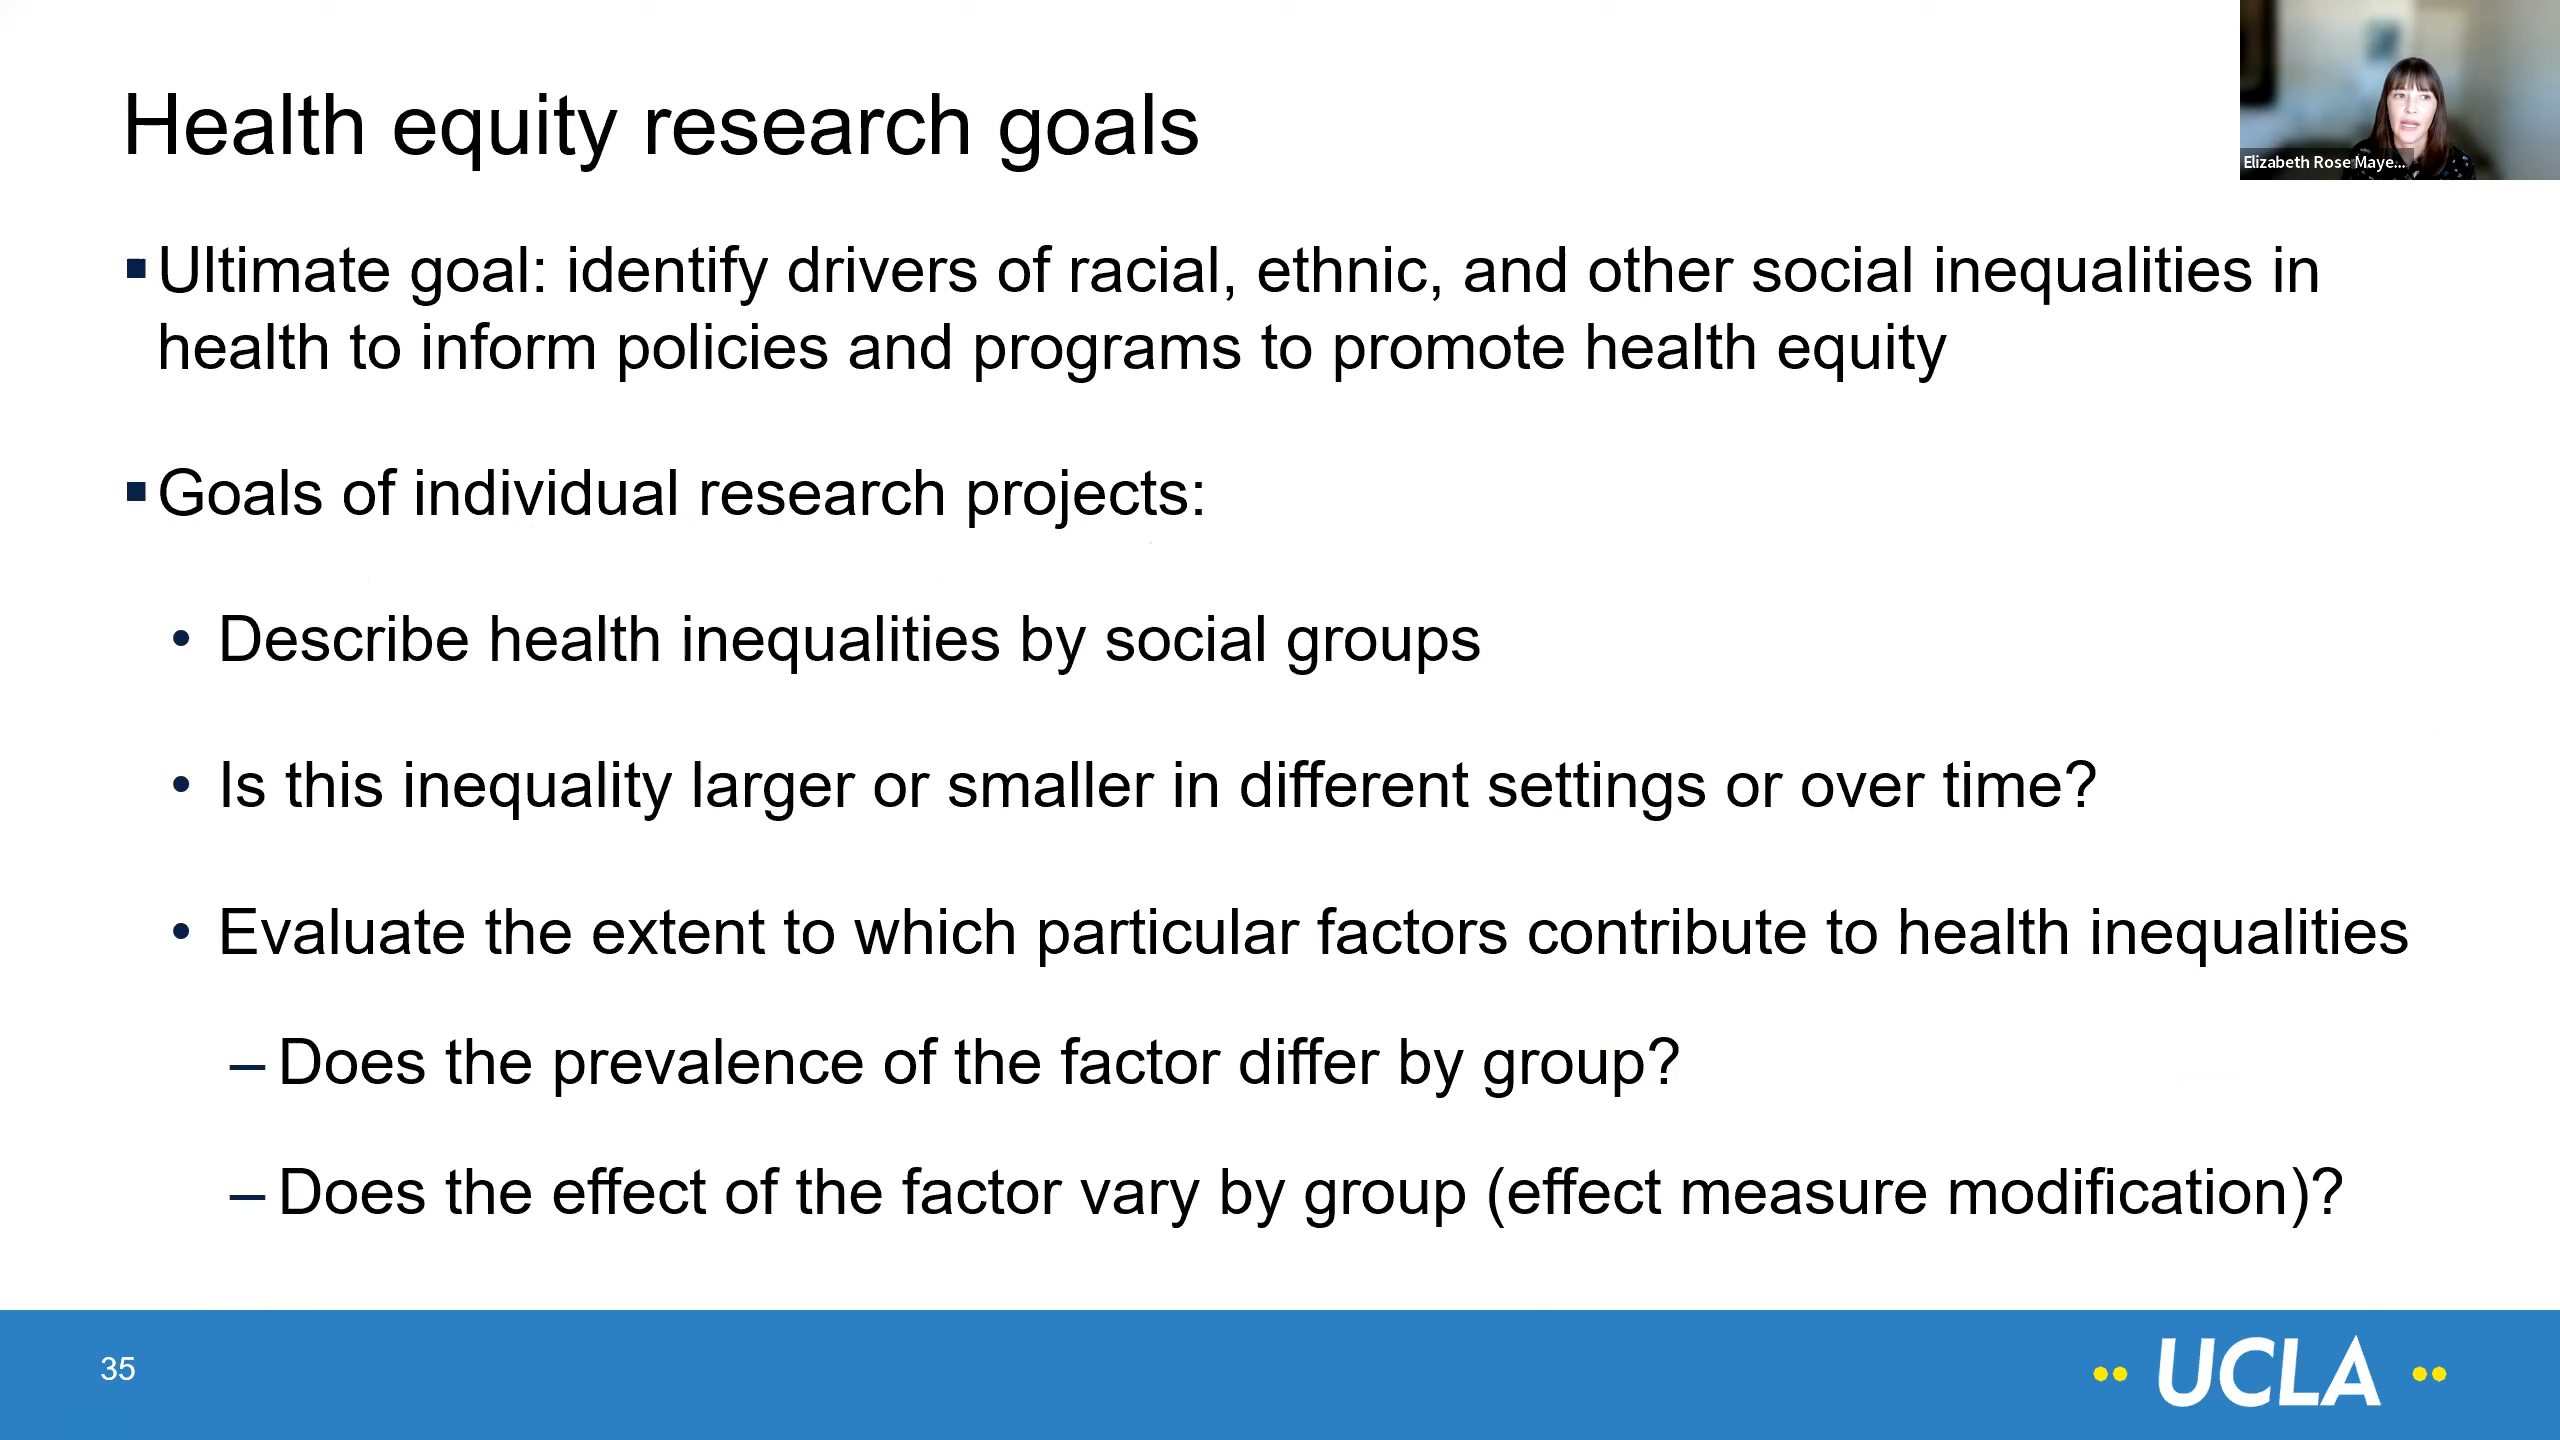 Health equity research goals
Elizabeth Rose Maye...
▪Ultimate goal: identify drivers of racial, ethnic, and other social inequalities in
health to inform policies and programs to promote health equity
▪Goals of individual research projects:
• Describe health inequalities by social groups
• Is this inequality larger or smaller in different settings or over time?
• Evaluate the extent to which particular factors contribute to health inequalities
– Does the prevalence of the factor differ by group?
– Does the effect of the factor vary by group (effect measure modification)?
35
UCLA